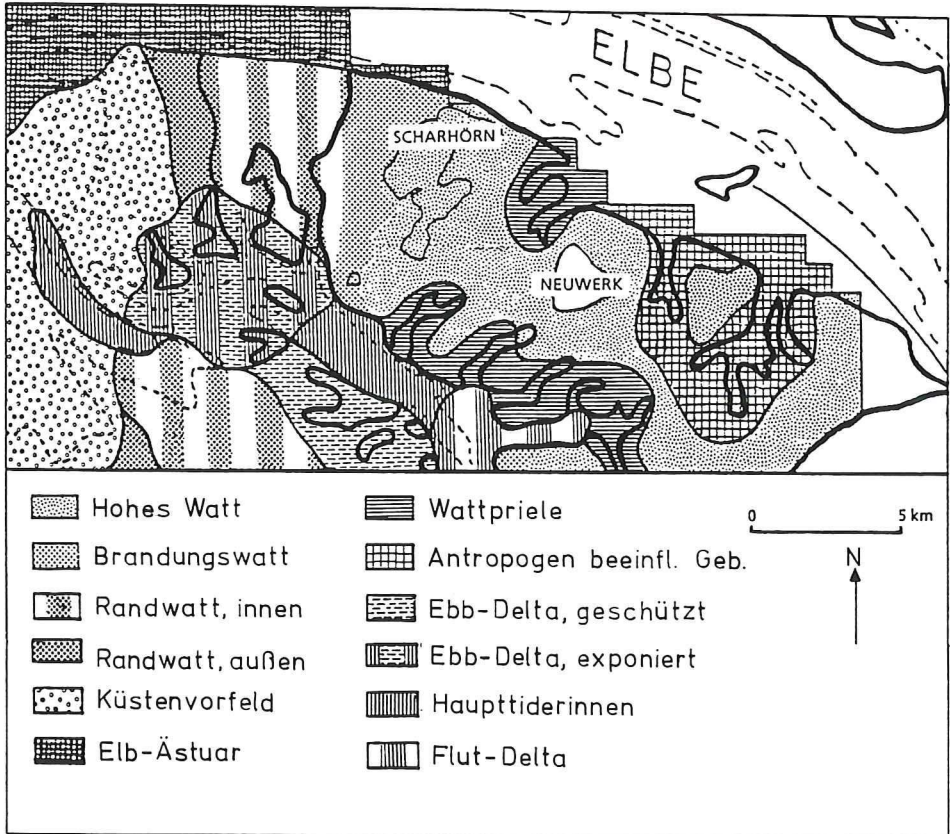 ELBE
SCHARHÖRN
NEUWERK
Hohes Watt
Brandungswatt
Randwatt, innen
Randwatt, außen
Küstenvorfeld
Elb-Ästuar
Wattpriele
Antropogen beeinfl. Geb.
Ebb-Delta, geschützt
Ebb-Delta, exponiert
Haupttiderinnen
Flut-Delta
0 5 km
N